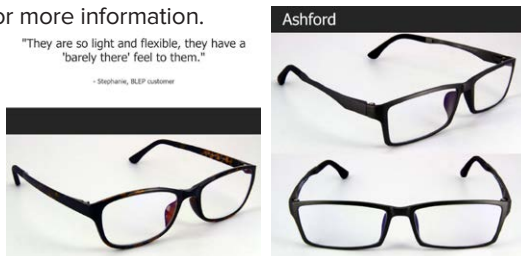 or more information.
"They are so light and flexible, they have a
'barely there' feel to them."
- Stephanie, BLEP customer
Ashford